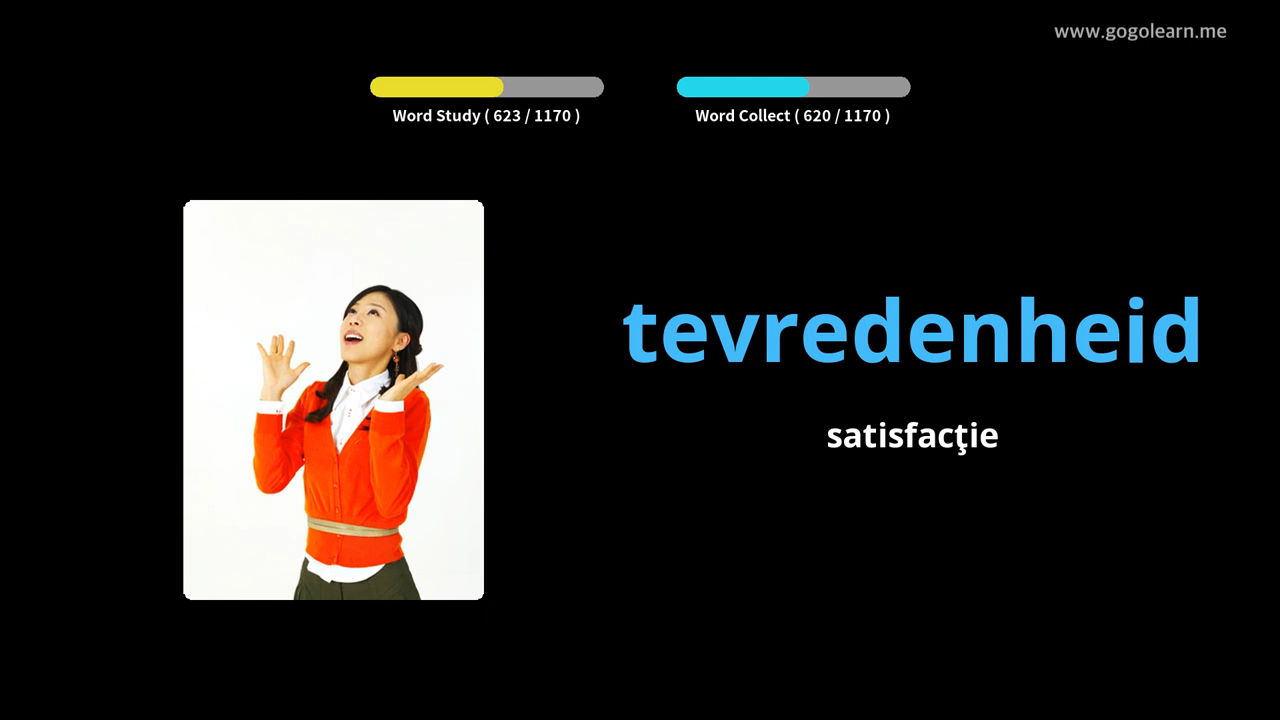 www.gogolearn.me
Word Study ( 623 / 1170 )
Word Collect ( 620 / 1170 )
tevredenheid
satisfacţie